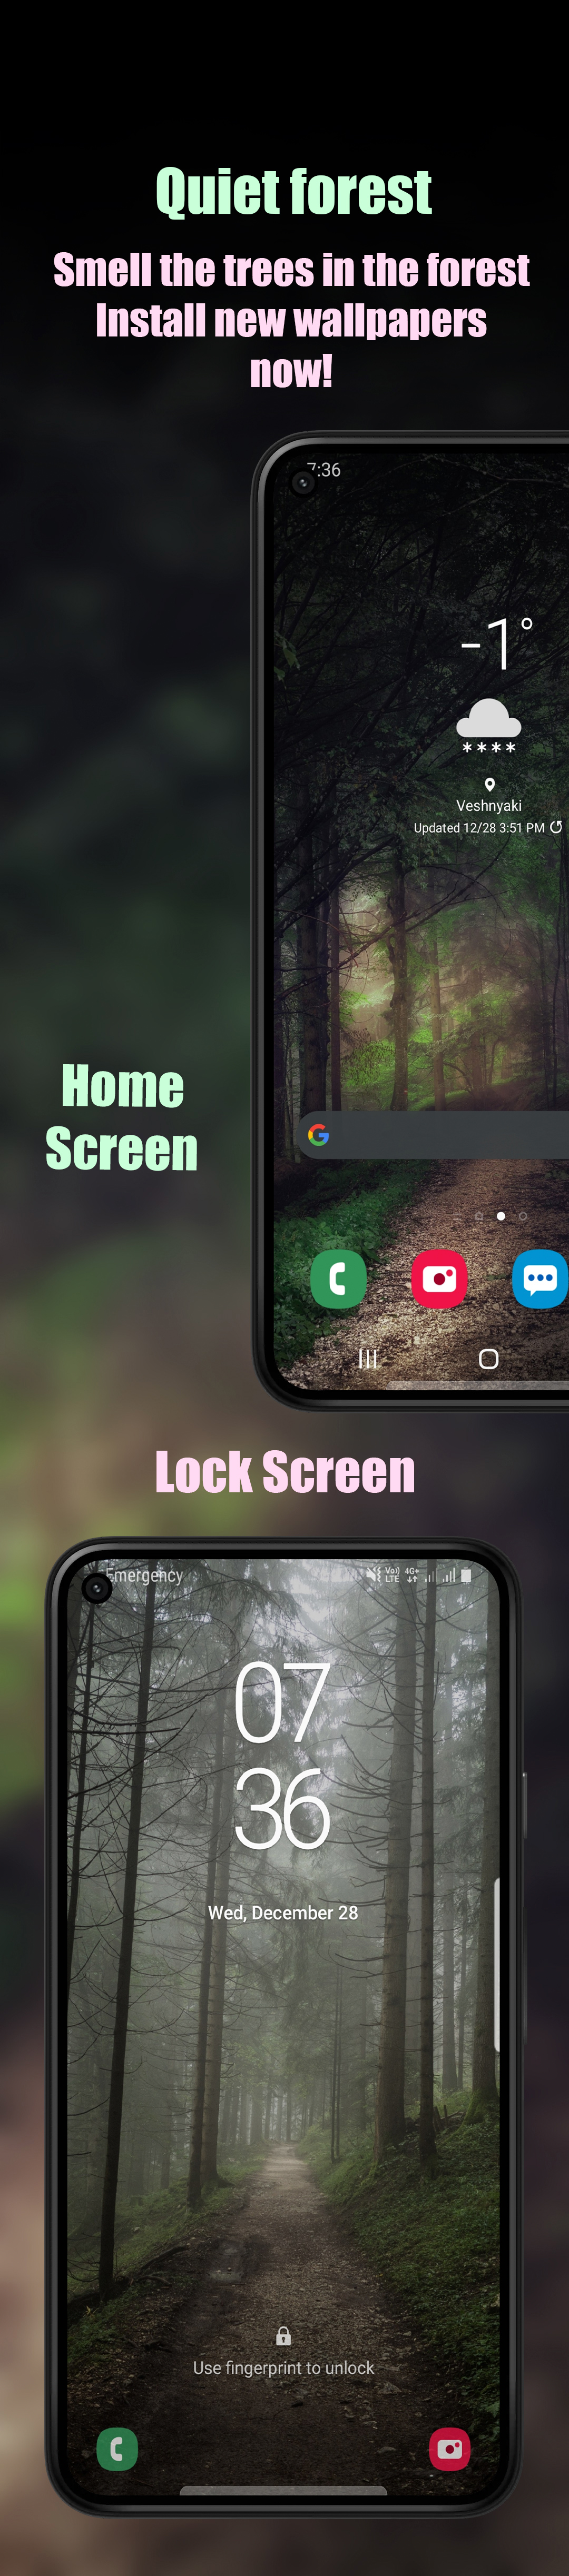 Quiet forest
Smell the trees in the forest
Install new wallpapers
now!
7:36
-1°
Veshnyaki
Updated 12/28 3:51 PM
Home
Screen
Lock Screen
Emergency
Vo)) LTE 4G+
07
36
Wed, December 28
Use fingerprint to unlock